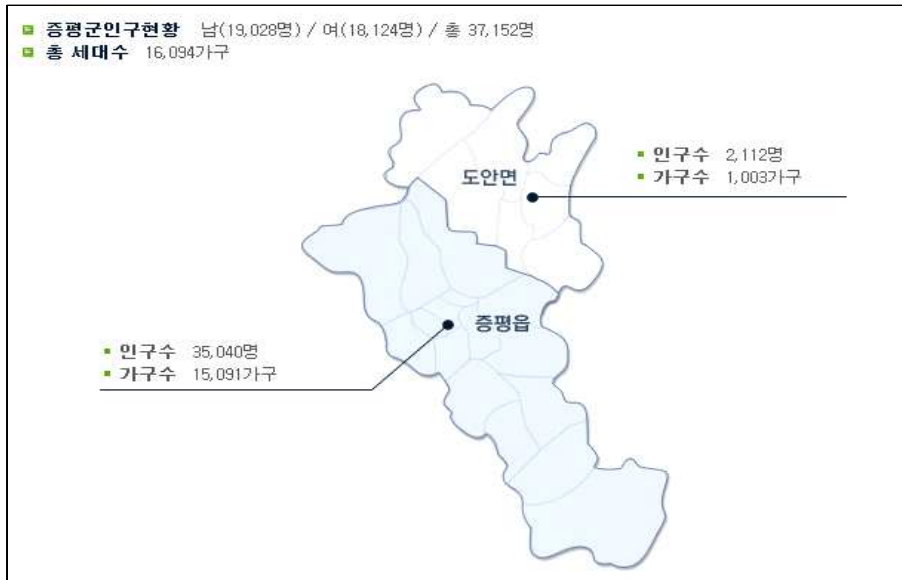 증평군인구현황 남(19,028명) / 여(18,124명) / 총 37,152명
총 세대수 16,094가구
도안면
인구수 2,112명
가구수 1,003가구
증평읍
인구수 35,040명
가구수 15,091가구